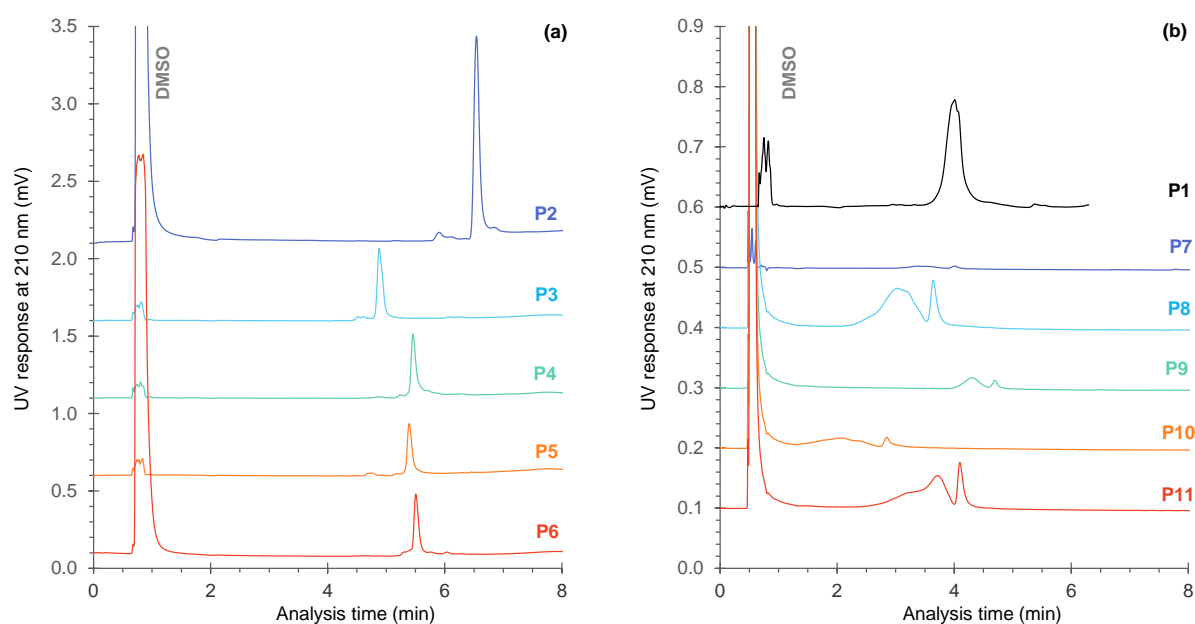 (a)
3.5
3.0
2.5
2.0
1.5
1.0
0.5
0.0
UV response at 210 nm (mV)
DMSO
P2
P3
P4
P5
P6
0 2 4 6 8
Analysis time (min)
(b)
0.9
0.8
0.7
0.6
0.5
0.4
0.3
0.2
0.1
0.0
UV response at 210 nm (mV)
DMSO
P1
P7
P8
P9
P10
P11
0 2 4 6 8
Analysis time (min)